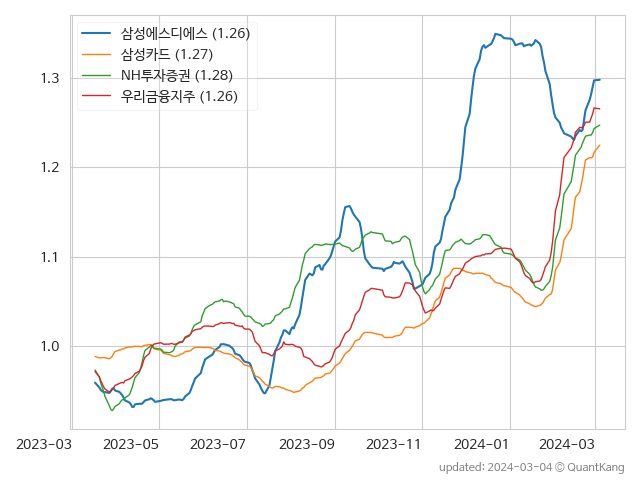 삼성에스디에스 (1.26)
삼성카드 (1.27)
NH투자증권 (1.28)
우리금융지주 (1.26)
1.3
1.2
1.1
1.0
2023-03 2023-05 2023-07 2023-09 2023-11 2024-01 2024-03
updated: 2024-03-04 © QuantKang